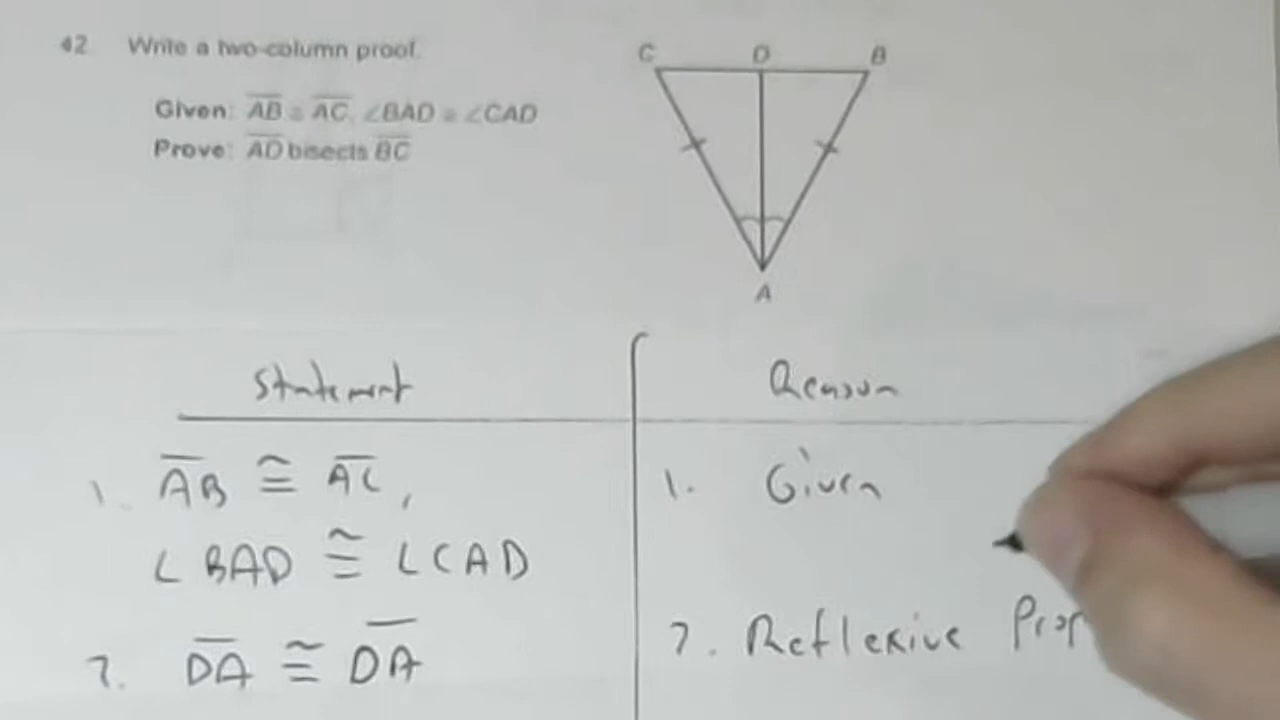 42 Write a two-column proof.
Given: AB ≅ AC, ∠BAD ≅ ∠CAD
Prove: AD bisects BC
C D B
A
Statement Reason
1. AB ≅ AC, 1. Given
∠BAD ≅ ∠CAD
2. DA ≅ DA 2. Reflexive Prop